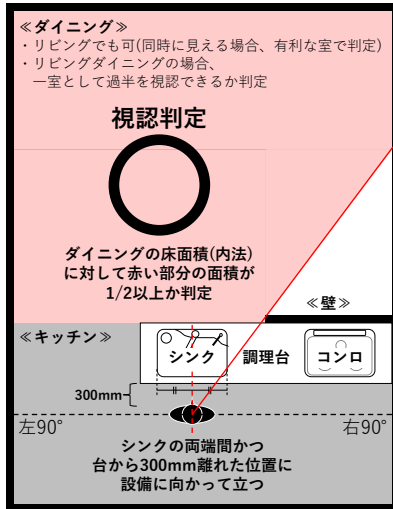 ≪ダイニング≫
・リビングでも可(同時に見える場合、有利な室で判定)
・リビングダイニングの場合、
一室として過半を視認できるか判定
視認判定
ダイニングの床面積(内法)
に対して赤い部分の面積が
1/2以上か判定
≪壁≫
≪キッチン≫
シンク
調理台
コンロ
300mm
左90°
右90°
シンクの両端間かつ
台から300mm離れた位置に
設備に向かって立つ